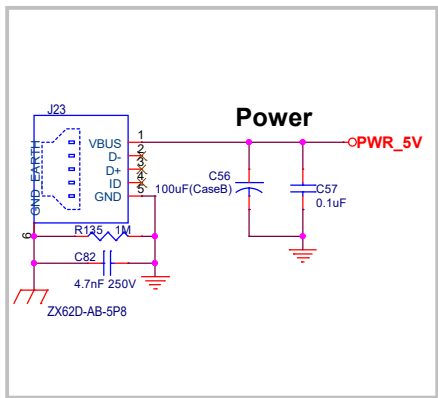 Power
J23
VBUS 1
D- 2
D+ 3
ID 4
GND 5
GND_EARTH
6
PWR_5V
C56
100uF(CaseB)
C57
0.1uF
R135 1M
C82
4.7nF 250V
ZX62D-AB-5P8